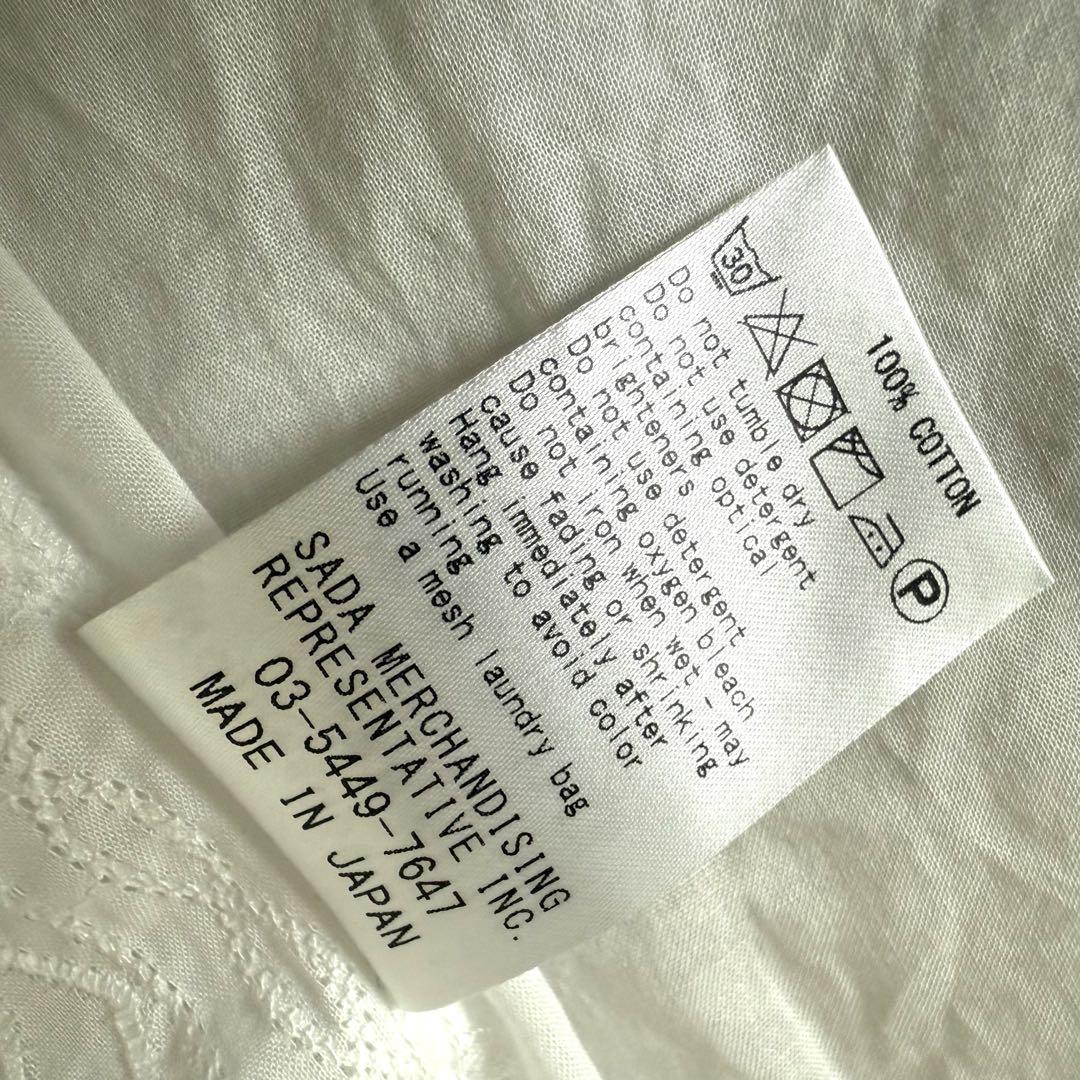 100% COTTON
30
P
Do not tumble dry
Do not use detergent
containing optical
brighteners
Do not use detergent
containing oxygen bleach
Do not iron when wet - may
cause fading or shrinking
Hang immediately after
washing to avoid color
running
Use a mesh laundry bag
SADA MERCHANDISING
REPRESENTATIVE INC.
03-5449-7647
MADE IN JAPAN